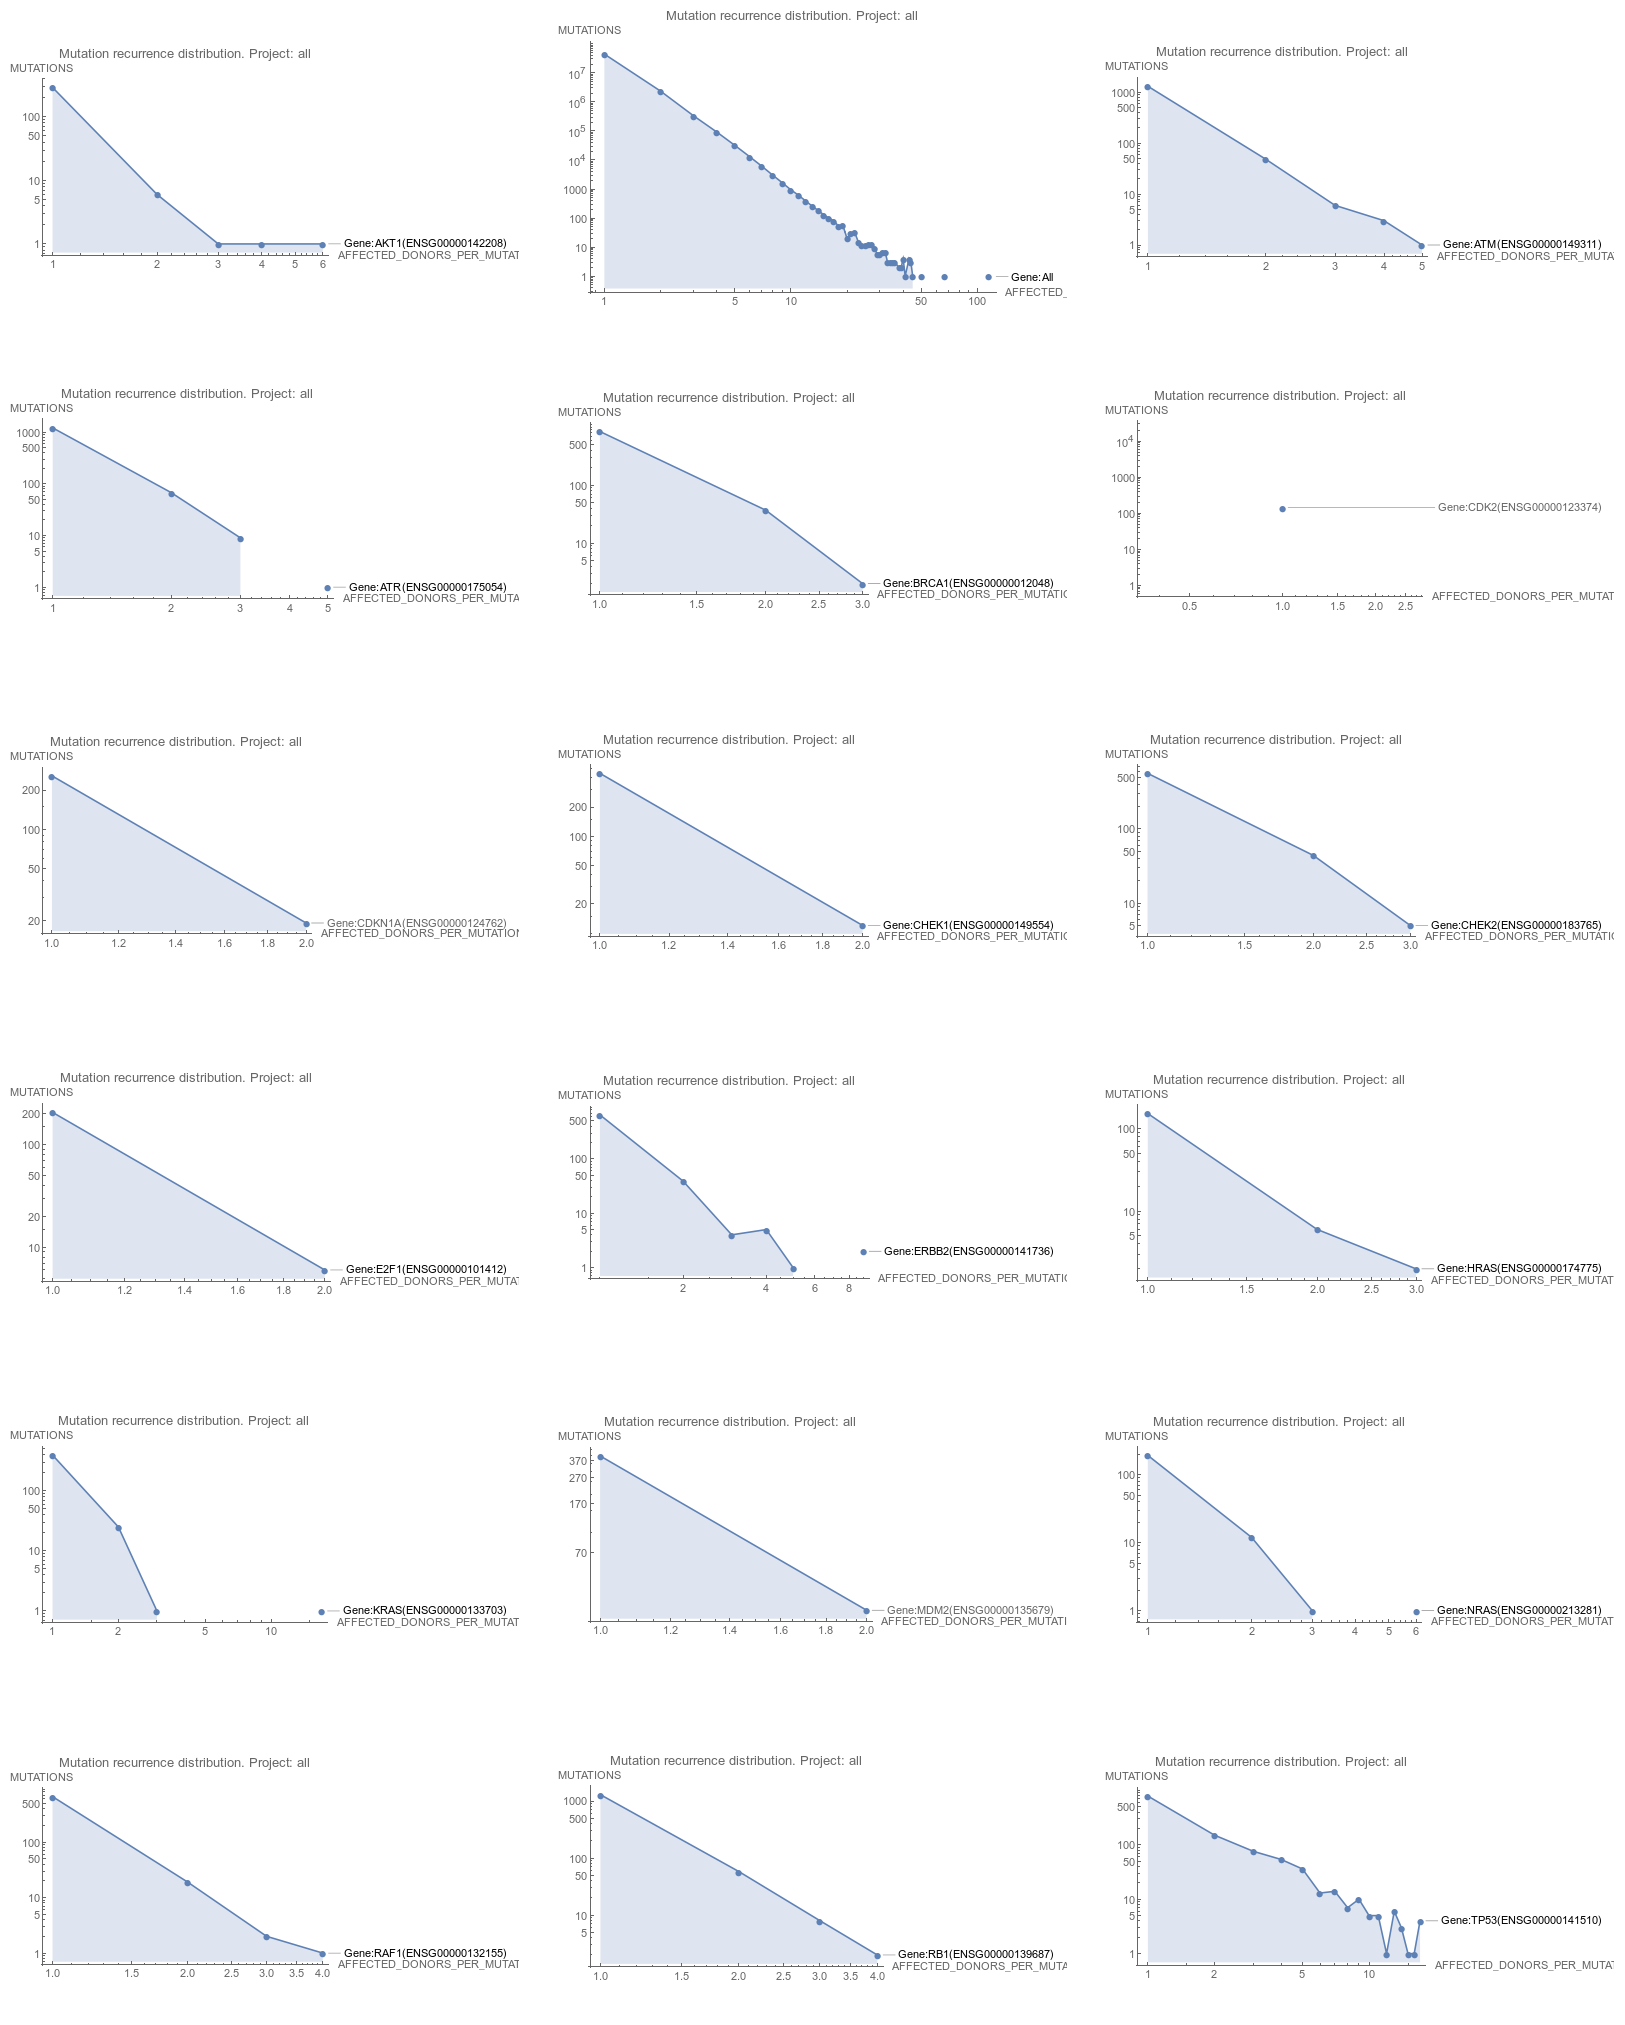 Mutation recurrence distribution. Project: all
MUTATIONS
100
50
10
5
1
1 2 3 4 5 6
Gene:AKT1(ENSG00000142208)
AFFECTED_DONORS_PER_MUTAT
Mutation recurrence distribution. Project: all
MUTATIONS
10^7
10^6
10^5
10^4
1000
100
10
1
1 5 10 50 100
Gene:All
AFFECTED_
Mutation recurrence distribution. Project: all
MUTATIONS
1000
500
100
50
10
5
1
1 2 3 4 5
Gene:ATM(ENSG00000149311)
AFFECTED_DONORS_PER_MUTA
Mutation recurrence distribution. Project: all
MUTATIONS
1000
500
100
50
10
5
1
1 2 3 4 5
Gene:ATR(ENSG00000175054)
AFFECTED_DONORS_PER_MUTA
Mutation recurrence distribution. Project: all
MUTATIONS
500
100
50
10
5
1.0 1.5 2.0 2.5 3.0
Gene:BRCA1(ENSG00000012048)
AFFECTED_DONORS_PER_MUTATIO
Mutation recurrence distribution. Project: all
MUTATIONS
10^4
1000
100
10
1
0.5 1.0 1.5 2.0 2.5
Gene:CDK2(ENSG00000123374)
AFFECTED_DONORS_PER_MUTAT
Mutation recurrence distribution. Project: all
MUTATIONS
200
100
50
20
1.0 1.2 1.4 1.6 1.8 2.0
Gene:CDKN1A(ENSG00000124762)
AFFECTED_DONORS_PER_MUTATION
Mutation recurrence distribution. Project: all
MUTATIONS
200
100
50
20
1.0 1.2 1.4 1.6 1.8 2.0
Gene:CHEK1(ENSG00000149554)
AFFECTED_DONORS_PER_MUTATIO
Mutation recurrence distribution. Project: all
MUTATIONS
500
100
50
10
5
1.0 1.5 2.0 2.5 3.0
Gene:CHEK2(ENSG00000183765)
AFFECTED_DONORS_PER_MUTATIO
Mutation recurrence distribution. Project: all
MUTATIONS
200
100
50
20
10
1.0 1.2 1.4 1.6 1.8 2.0
Gene:E2F1(ENSG00000101412)
AFFECTED_DONORS_PER_MUTAT
Mutation recurrence distribution. Project: all
MUTATIONS
500
100
50
10
5
1
2 4 6 8
Gene:ERBB2(ENSG00000141736)
AFFECTED_DONORS_PER_MUTATIO
Mutation recurrence distribution. Project: all
MUTATIONS
100
50
10
5
1.0 1.5 2.0 2.5 3.0
Gene:HRAS(ENSG00000174775)
AFFECTED_DONORS_PER_MUTAT
Mutation recurrence distribution. Project: all
MUTATIONS
100
50
10
5
1
1 2 5 10
Gene:KRAS(ENSG00000133703)
AFFECTED_DONORS_PER_MUTAT
Mutation recurrence distribution. Project: all
MUTATIONS
370
270
170
70
1.0 1.2 1.4 1.6 1.8 2.0
Gene:MDM2(ENSG00000135679)
AFFECTED_DONORS_PER_MUTATI
Mutation recurrence distribution. Project: all
MUTATIONS
100
50
10
5
1
1 2 3 4 5 6
Gene:NRAS(ENSG00000213281)
AFFECTED_DONORS_PER_MUTAT
Mutation recurrence distribution. Project: all
MUTATIONS
500
100
50
10
5
1
1.0 1.5 2.0 2.5 3.0 3.5 4.0
Gene:RAF1(ENSG00000132155)
AFFECTED_DONORS_PER_MUTAT
Mutation recurrence distribution. Project: all
MUTATIONS
1000
500
100
50
10
5
1.0 1.5 2.0 2.5 3.0 3.5 4.0
Gene:RB1(ENSG00000139687)
AFFECTED_DONORS_PER_MUTA
Mutation recurrence distribution. Project: all
MUTATIONS
500
100
50
10
5
1
1 2 5 10
Gene:TP53(ENSG00000141510)
AFFECTED_DONORS_PER_MUTAT